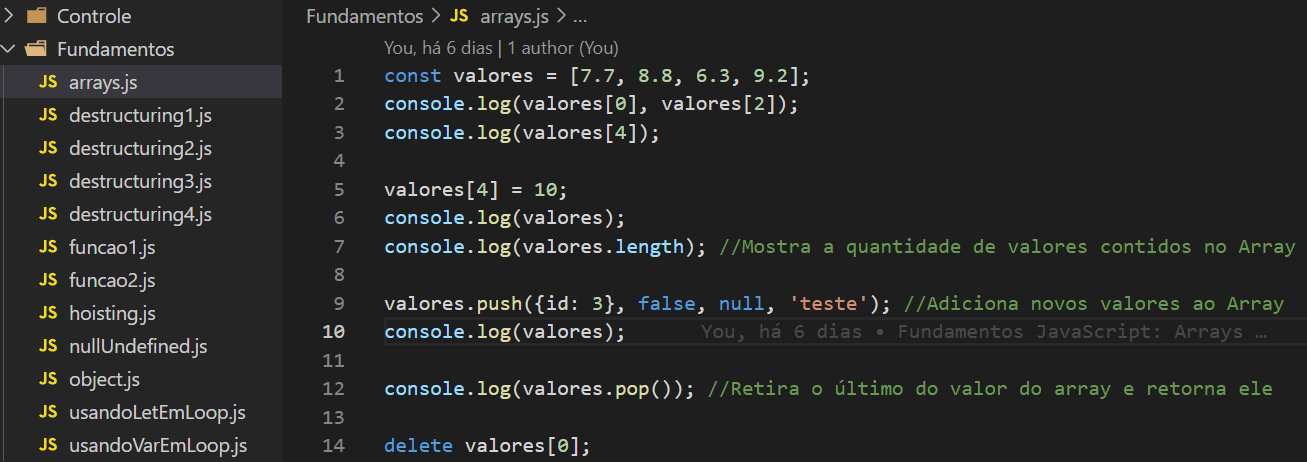 Controle
Fundamentos
JS arrays.js
JS destructuring1.js
JS destructuring2.js
JS destructuring3.js
JS destructuring4.js
JS funcao1.js
JS funcao2.js
JS hoisting.js
JS nullUndefined.js
JS object.js
JS usandoLetEmLoop.js
JS usandoVarEmLoop.js
Fundamentos > JS arrays.js > ...
You, há 6 dias | 1 author (You)
1 const valores = [7.7, 8.8, 6.3, 9.2];
2 console.log(valores[0], valores[2]);
3 console.log(valores[4]);
4
5 valores[4] = 10;
6 console.log(valores);
7 console.log(valores.length); //Mostra a quantidade de valores contidos no Array
8
9 valores.push({id: 3}, false, null, 'teste'); //Adiciona novos valores ao Array
10 console.log(valores); You, há 6 dias • Fundamentos JavaScript: Arrays …
11
12 console.log(valores.pop()); //Retira o último do valor do array e retorna ele
13
14 delete valores[0];